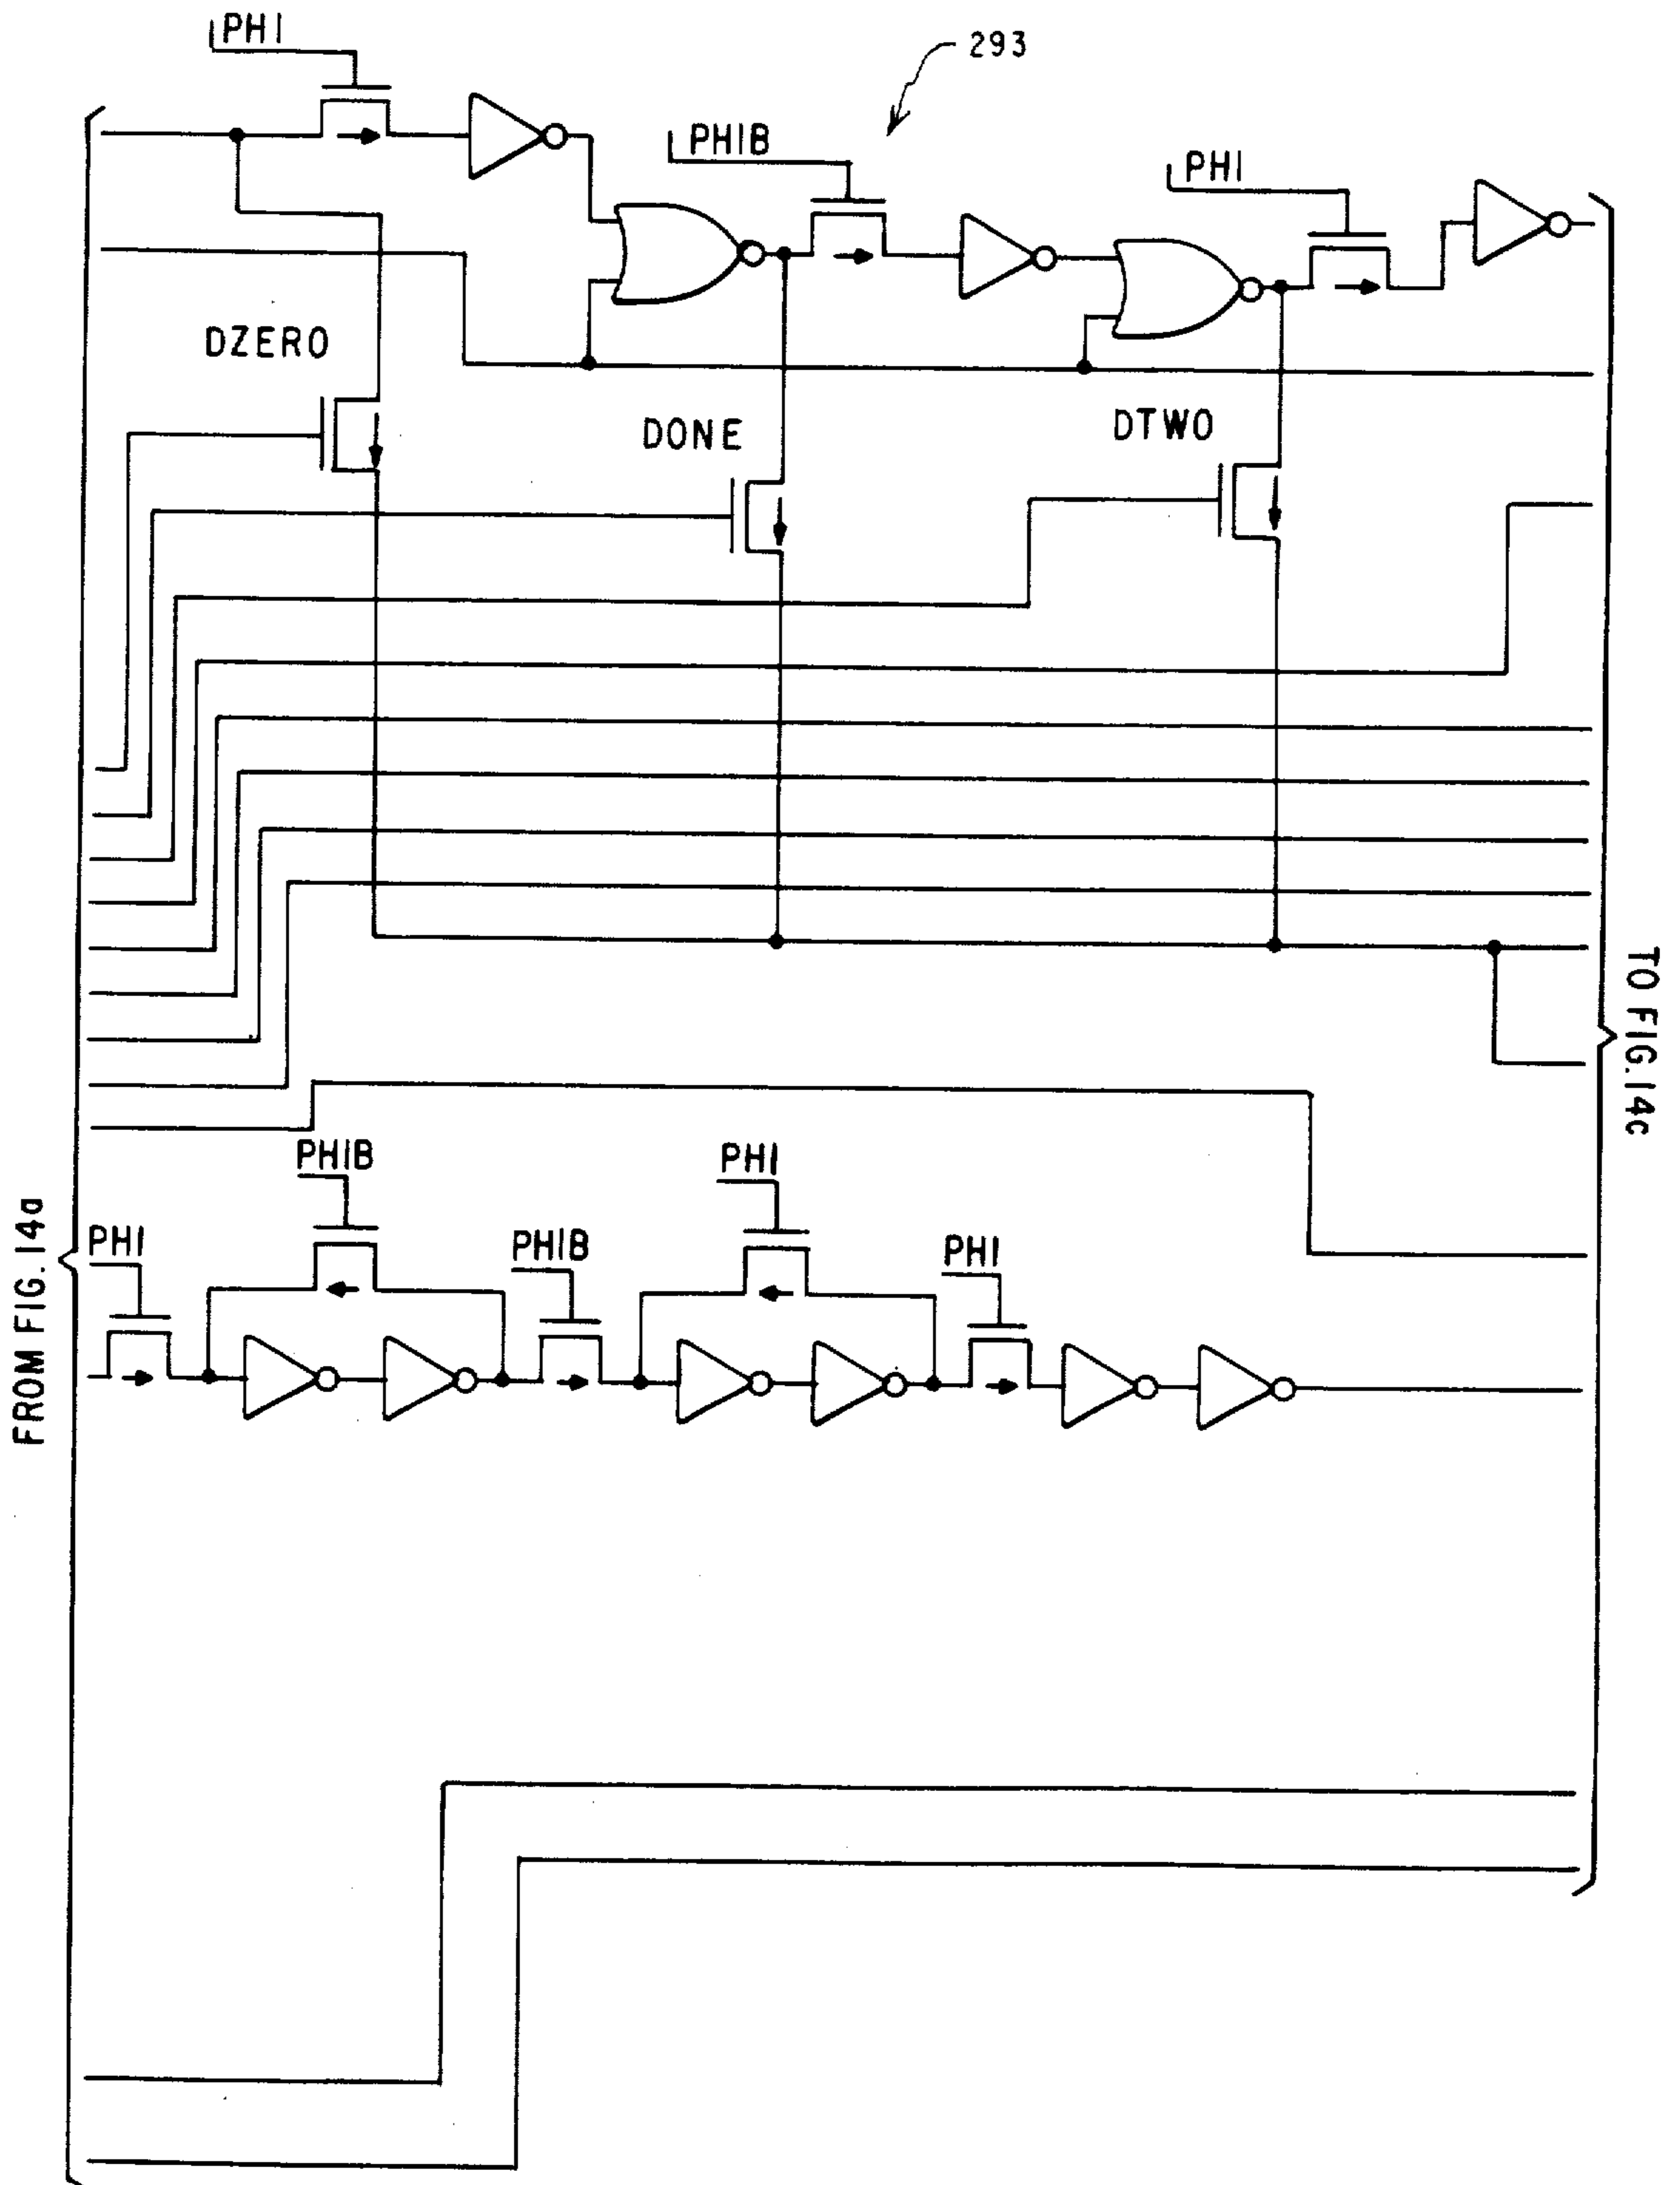 PHI
293
PHIB
PHI
DZERO
DONE
DTWO
TO FIG.14c
PHIB
PHI
FROM FIG.14a
PHI
PHIB
PHI